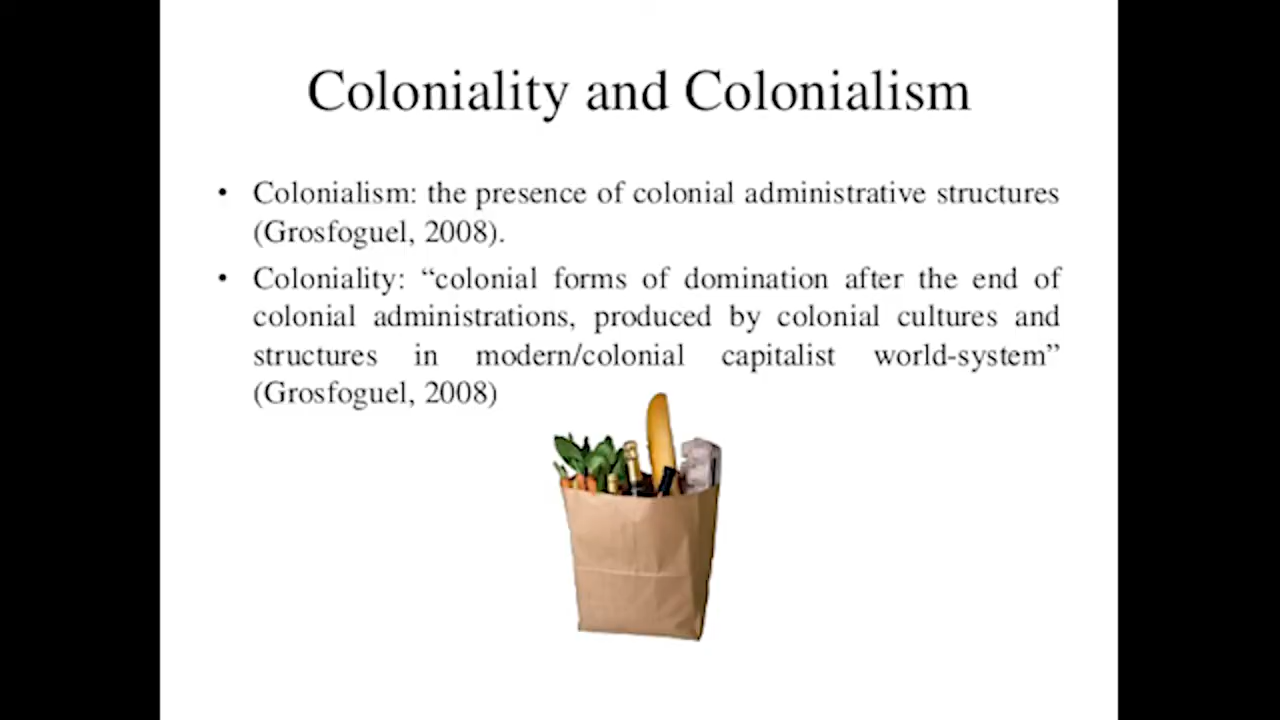 Coloniality and Colonialism
• Colonialism: the presence of colonial administrative structures
(Grosfoguel, 2008).
• Coloniality: “colonial forms of domination after the end of
colonial administrations, produced by colonial cultures and
structures in modern/colonial capitalist world-system”
(Grosfoguel, 2008)